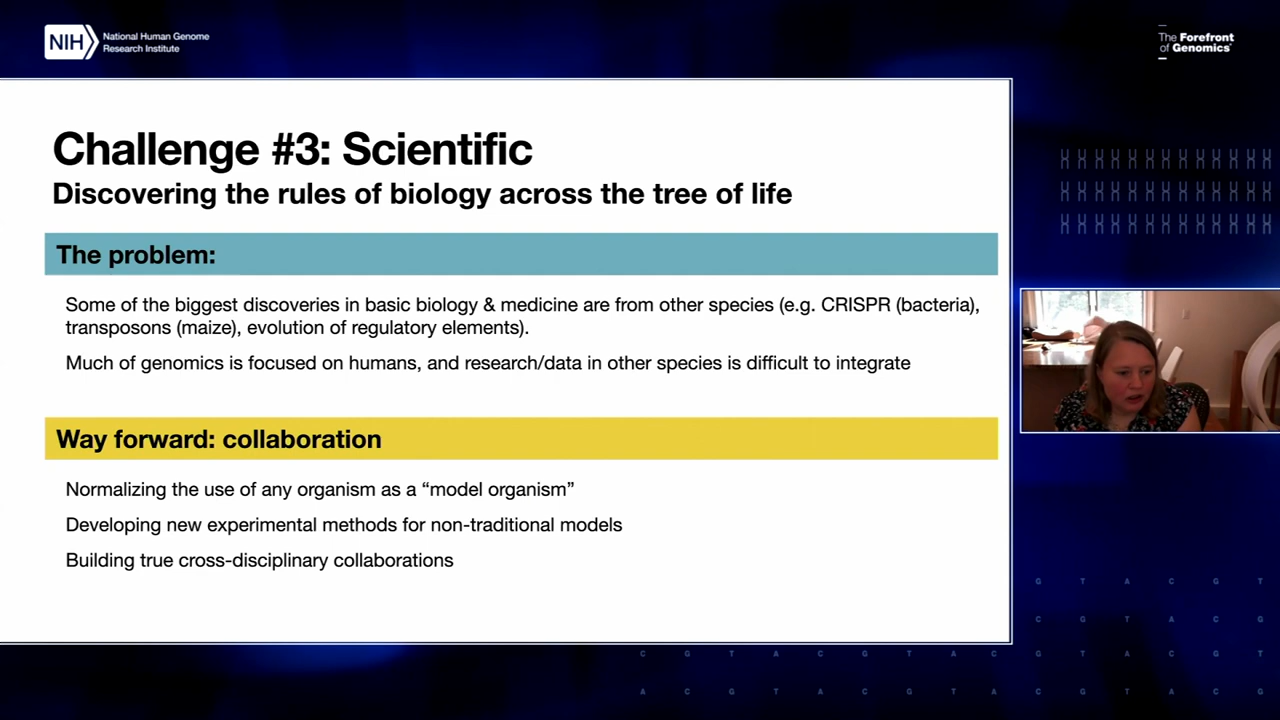 NIH
National Human Genome
Research Institute
The Forefront
of Genomics®
Challenge #3: Scientific
Discovering the rules of biology across the tree of life
The problem:
Some of the biggest discoveries in basic biology & medicine are from other species (e.g. CRISPR (bacteria),
transposons (maize), evolution of regulatory elements).
Much of genomics is focused on humans, and research/data in other species is difficult to integrate
Way forward: collaboration
Normalizing the use of any organism as a “model organism”
Developing new experimental methods for non-traditional models
Building true cross-disciplinary collaborations
C G T A C G T
C G T A C G
C G T A C G T A C G T A C G T
A C G T A C G T A C G T A C G